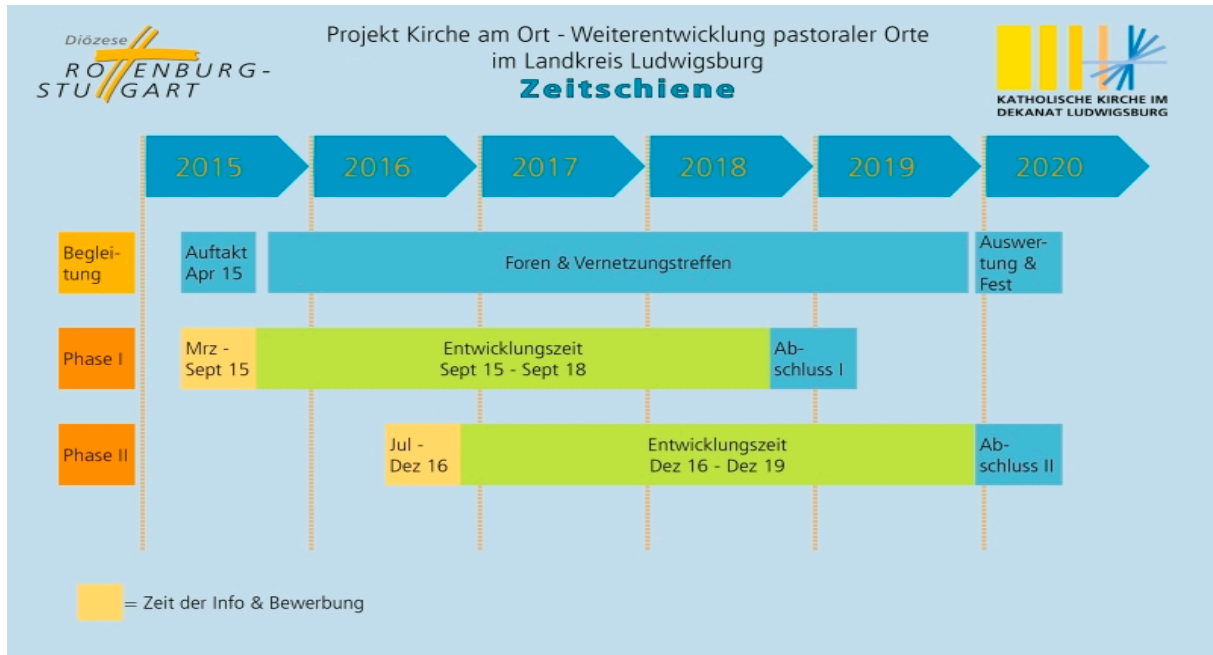 Diözese
ROTTENBURG-
STUTTGART
Projekt Kirche am Ort - Weiterentwicklung pastoraler Orte
im Landkreis Ludwigsburg
Zeitschiene
KATHOLISCHE KIRCHE IM
DEKANAT LUDWIGSBURG
2015
2016
2017
2018
2019
2020
Beglei-
tung
Auftakt
Apr 15
Foren & Vernetzungstreffen
Auswer-
tung &
Fest
Phase I
Mrz -
Sept 15
Entwicklungszeit
Sept 15 - Sept 18
Ab-
schluss I
Phase II
Jul -
Dez 16
Entwicklungszeit
Dez 16 - Dez 19
Ab-
schluss II
= Zeit der Info & Bewerbung